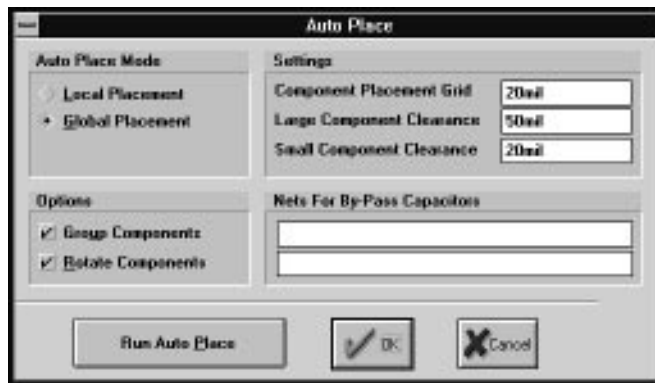 Auto Place
Auto Place Mode
Local Placement
Global Placement
Settings
Component Placement Grid 20mil
Large Component Clearance 50mil
Small Component Clearance 20mil
Options
Group Components
Rotate Components
Nets For By-Pass Capacitors
Run Auto Place
OK
Cancel